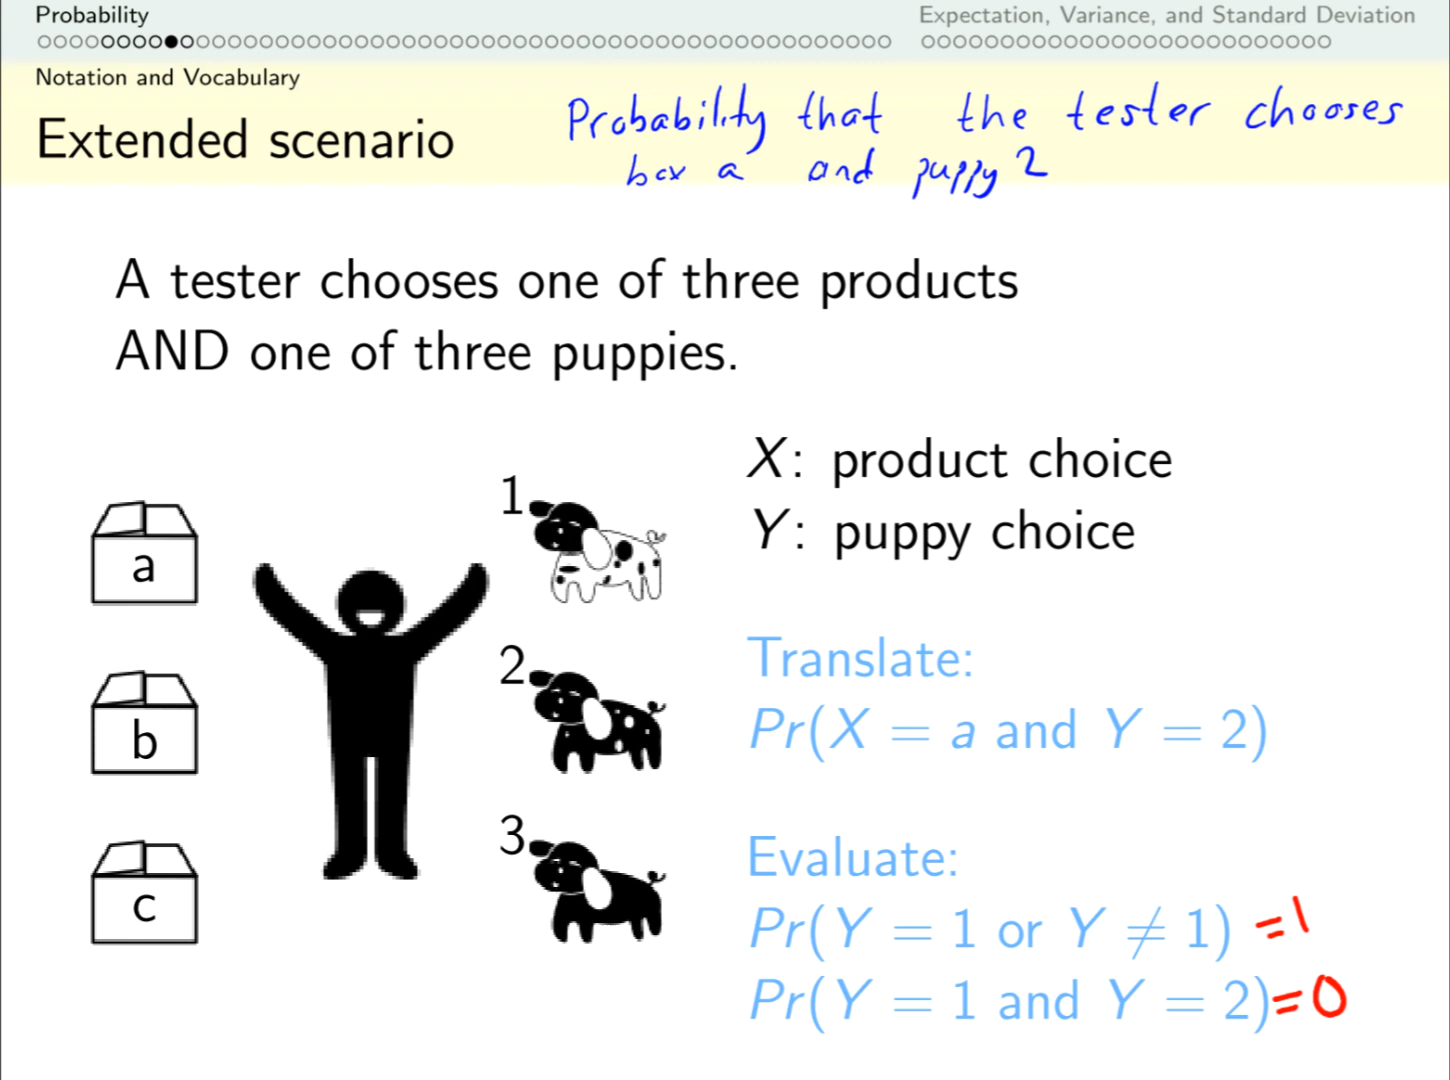 Probability
Expectation, Variance, and Standard Deviation
Notation and Vocabulary
Extended scenario
Probability that the tester chooses
box a and puppy 2
A tester chooses one of three products
AND one of three puppies.
X: product choice
Y: puppy choice
a
b
c
1
2
3
Translate:
Pr(X = a and Y = 2)
Evaluate:
Pr(Y = 1 or Y ≠ 1) =1
Pr(Y = 1 and Y = 2)=0